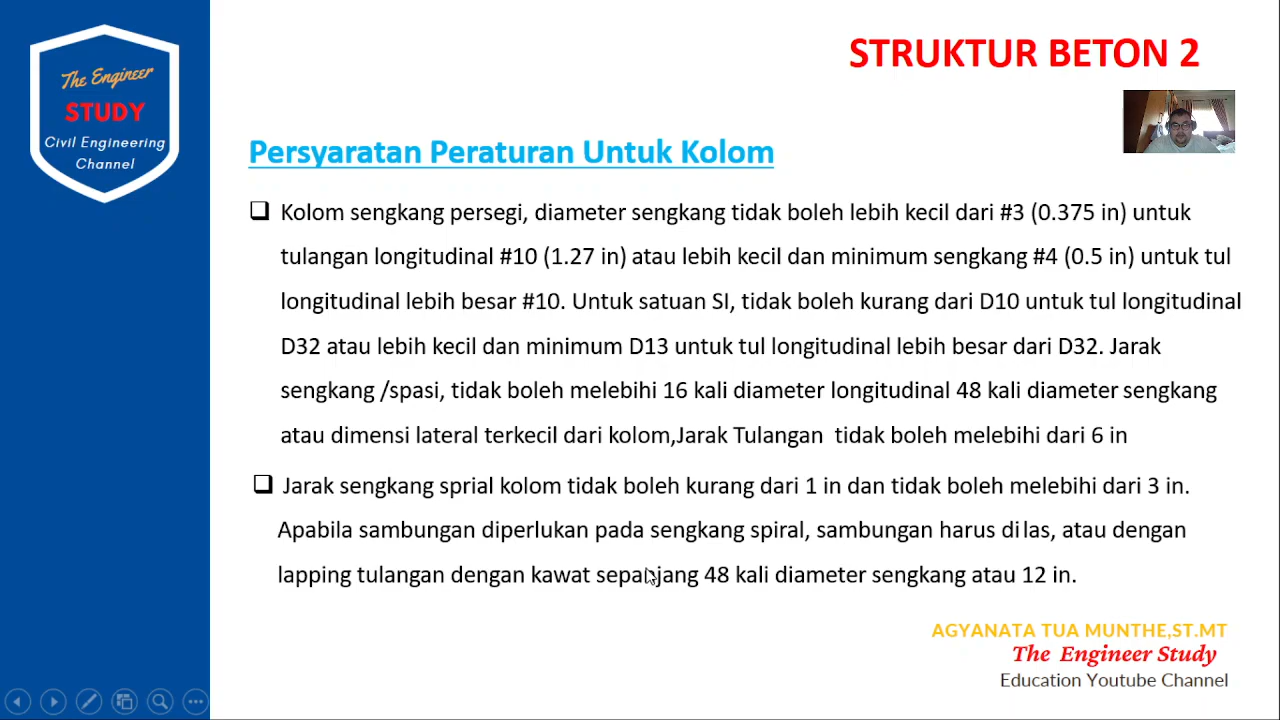 The Engineer
STUDY
Civil Engineering
Channel
STRUKTUR BETON 2
Persyaratan Peraturan Untuk Kolom
Kolom sengkang persegi, diameter sengkang tidak boleh lebih kecil dari #3 (0.375 in) untuk
tulangan longitudinal #10 (1.27 in) atau lebih kecil dan minimum sengkang #4 (0.5 in) untuk tul
longitudinal lebih besar #10. Untuk satuan SI, tidak boleh kurang dari D10 untuk tul longitudinal
D32 atau lebih kecil dan minimum D13 untuk tul longitudinal lebih besar dari D32. Jarak
sengkang /spasi, tidak boleh melebihi 16 kali diameter longitudinal 48 kali diameter sengkang
atau dimensi lateral terkecil dari kolom,Jarak Tulangan tidak boleh melebihi dari 6 in
Jarak sengkang sprial kolom tidak boleh kurang dari 1 in dan tidak boleh melebihi dari 3 in.
Apabila sambungan diperlukan pada sengkang spiral, sambungan harus di las, atau dengan
lapping tulangan dengan kawat sepanjang 48 kali diameter sengkang atau 12 in.
AGYANATA TUA MUNTHE,ST.MT
The Engineer Study
Education Youtube Channel